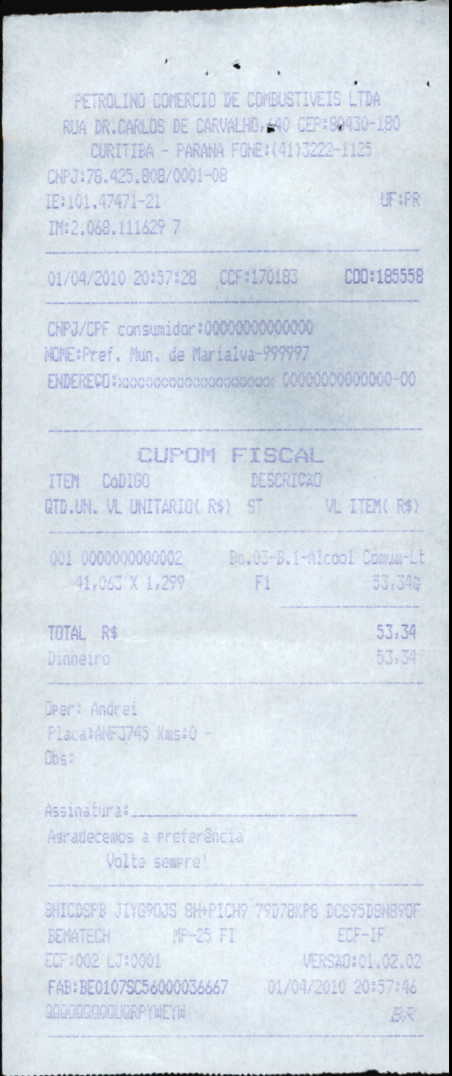 PETROLINO COMERCIO DE COMBUSTIVEIS LTDA
RUA DR.CARLOS DE CARVALHO,640 CEP:80430-180
CURITIBA - PARANA FONE:(41)3222-1125
CNPJ:78.425.808/0001-08
IE:101.47471-21 UF:PR
IM:2.068.111629 7
01/04/2010 20:57:28 CCF:170183 COO:185558
CNPJ/CPF consumidor:00000000000000
NOME:Pref. Mun. de Marialva-999997
ENDEREÇO: 00000000000000-00
CUPOM FISCAL
ITEM CóDIGO DESCRICAO
QTD.UN. VL UNITARIO( R$) ST VL ITEM( R$)
001 0000000000002 Bo.03-B.1-Alcool Comum-Lt
41,063 X 1,299 F1 53,34
TOTAL R$ 53,34
Dinheiro 53,34
Oper: Andrei
Kms:0 -
Obs:
Assinatura:
Agradecemos a preferência
Volte sempre!
BEMATECH MP-25 FI ECF-IF
ECF:002 LJ:0001 VERSÃO:01.02.02
FAB:BE0107SC56000036667 01/04/2010 20:57:46
BR